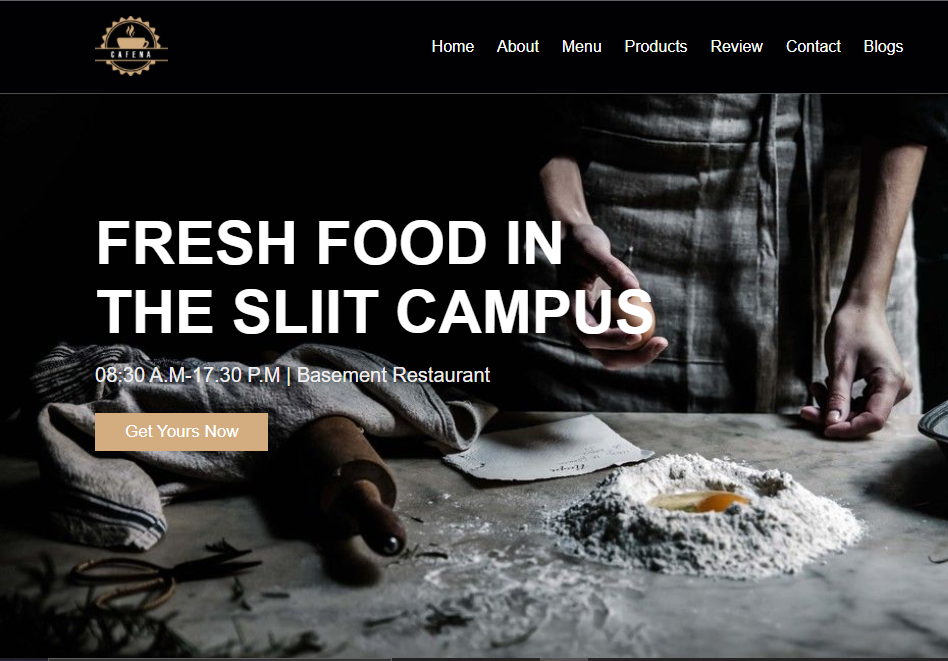 CAFENA
Home About Menu Products Review Contact Blogs
FRESH FOOD IN
THE SLIIT CAMPUS
08:30 A.M-17.30 P.M | Basement Restaurant
Get Yours Now